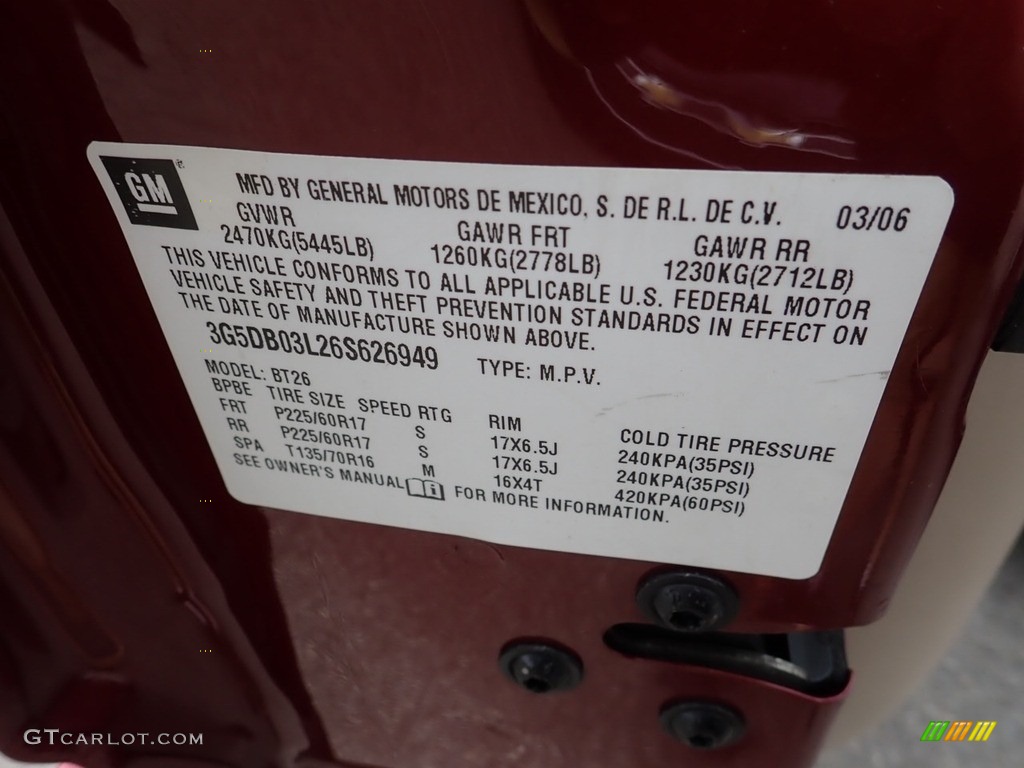 GM
MFD BY GENERAL MOTORS DE MEXICO, S. DE R.L. DE C.V. 03/06
GVWR GAWR FRT GAWR RR
2470KG(5445LB) 1260KG(2778LB) 1230KG(2712LB)
THIS VEHICLE CONFORMS TO ALL APPLICABLE U.S. FEDERAL MOTOR
VEHICLE SAFETY AND THEFT PREVENTION STANDARDS IN EFFECT ON
THE DATE OF MANUFACTURE SHOWN ABOVE.
3G5DB03L26S626949 TYPE: M.P.V.
MODEL: BT26
BPBE TIRE SIZE SPEED RTG RIM COLD TIRE PRESSURE
FRT P225/60R17 S 17X6.5J 240KPA(35PSI)
RR P225/60R17 S 17X6.5J 240KPA(35PSI)
SPA T135/70R16 M 16X4T 420KPA(60PSI)
SEE OWNER'S MANUAL FOR MORE INFORMATION.
GTCARLOT.COM